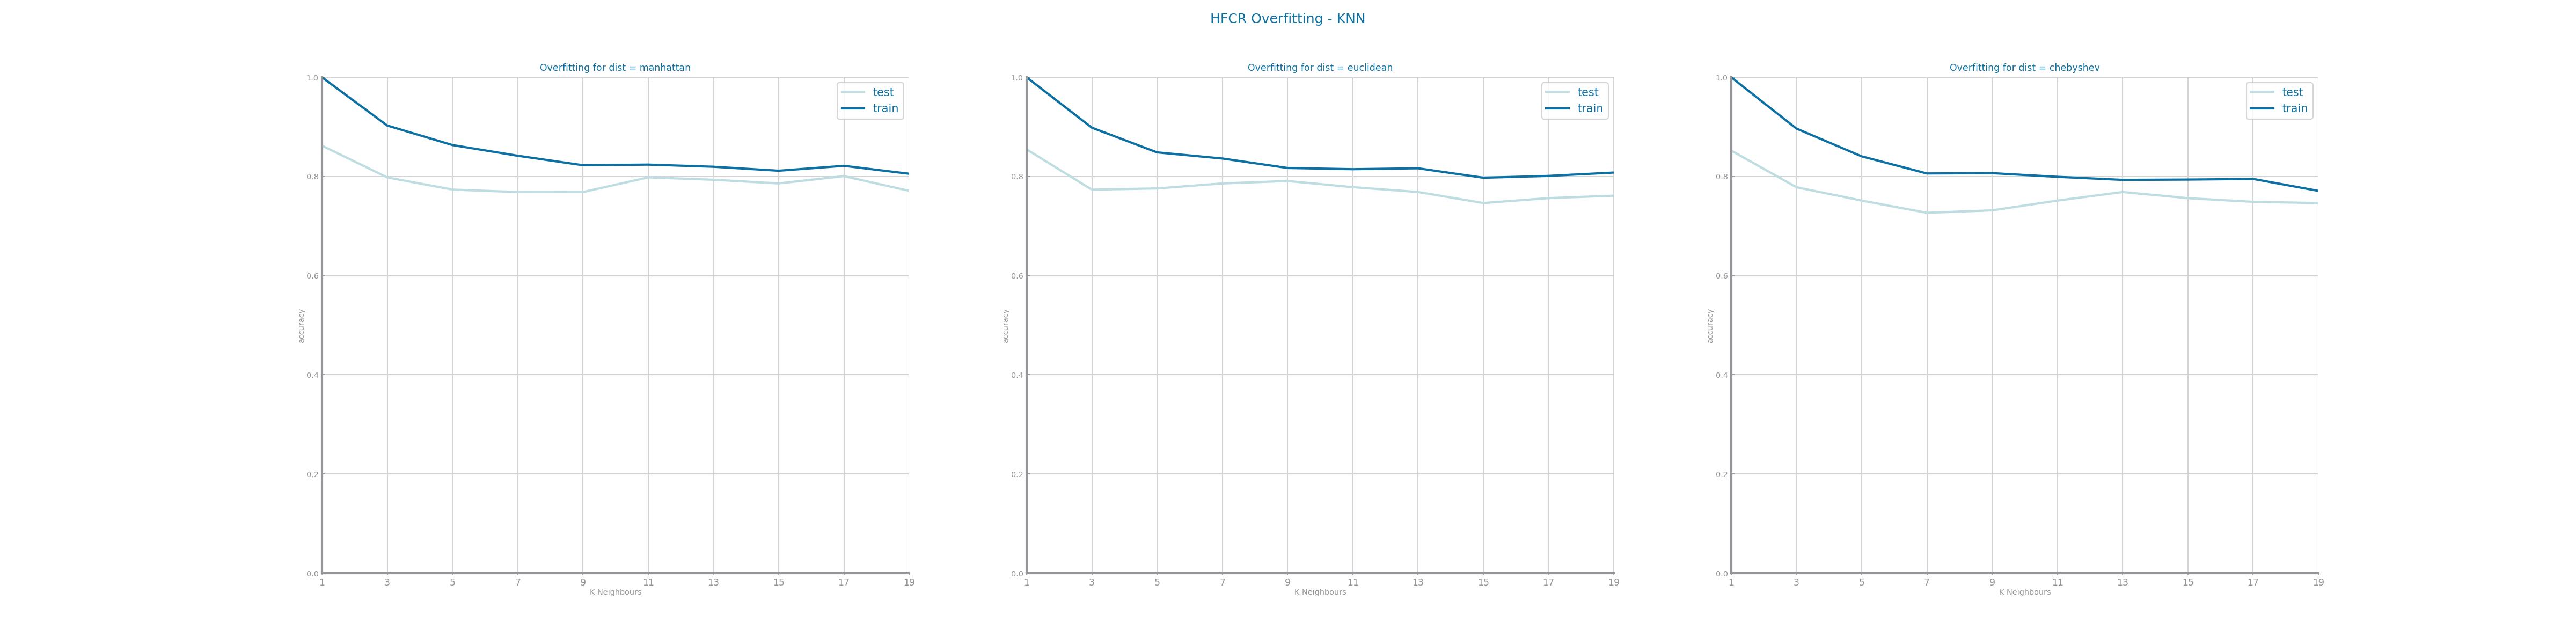 HFCR Overfitting - KNN
Overfitting for dist = manhattan
test
train
accuracy
1.0
0.8
0.6
0.4
0.2
0.0
1 3 5 7 9 11 13 15 17 19
K Neighbours
Overfitting for dist = euclidean
test
train
accuracy
1.0
0.8
0.6
0.4
0.2
0.0
1 3 5 7 9 11 13 15 17 19
K Neighbours
Overfitting for dist = chebyshev
test
train
accuracy
1.0
0.8
0.6
0.4
0.2
0.0
1 3 5 7 9 11 13 15 17 19
K Neighbours